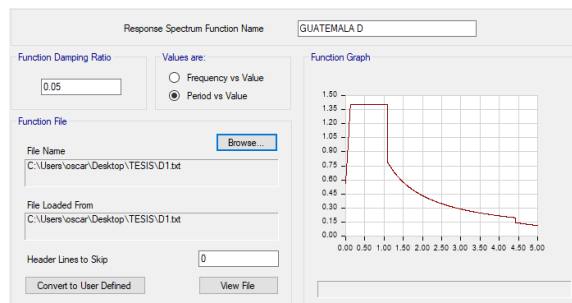 Response Spectrum Function Name
GUATEMALA D
Function Damping Ratio
0.05
Values are:
Frequency vs Value
Period vs Value
Function File
Browse...
File Name
C:\Users\oscar\Desktop\TESIS\D1.txt
File Loaded From
C:\Users\oscar\Desktop\TESIS\D1.txt
Header Lines to Skip
0
Convert to User Defined
View File
Function Graph
1.50
1.35
1.20
1.05
0.90
0.75
0.60
0.45
0.30
0.15
0.00
0.00 0.50 1.00 1.50 2.00 2.50 3.00 3.50 4.00 4.50 5.00